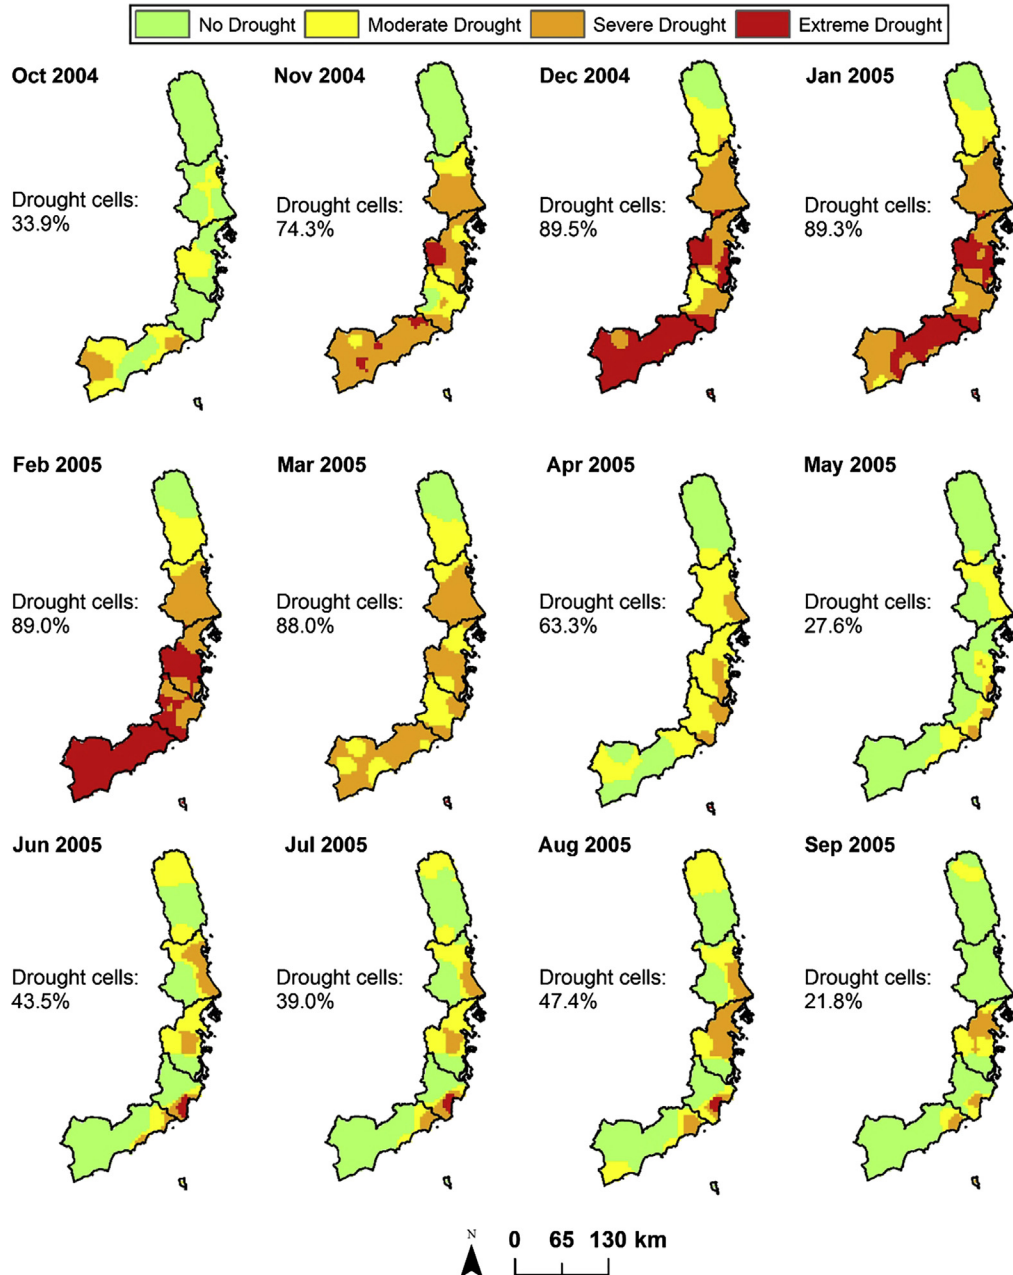 No Drought Moderate Drought Severe Drought Extreme Drought
Oct 2004 Nov 2004 Dec 2004 Jan 2005
Drought cells: 33.9%
Drought cells: 74.3%
Drought cells: 89.5%
Drought cells: 89.3%
Feb 2005 Mar 2005 Apr 2005 May 2005
Drought cells: 89.0%
Drought cells: 88.0%
Drought cells: 63.3%
Drought cells: 27.6%
Jun 2005 Jul 2005 Aug 2005 Sep 2005
Drought cells: 43.5%
Drought cells: 39.0%
Drought cells: 47.4%
Drought cells: 21.8%
N
0 65 130 km